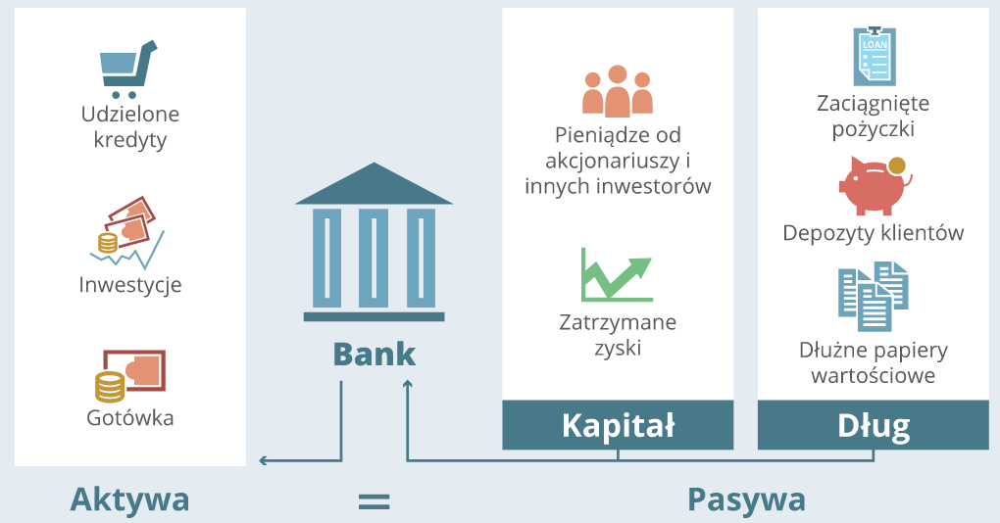 Udzielone
kredyty
Inwestycje
Gotówka
Aktywa
Bank
=
Pieniądze od
akcjonariuszy i
innych inwestorów
Zatrzymane
zyski
Kapitał
LOAN
Zaciągnięte
pożyczki
Depozyty klientów
Dłużne papiery
wartościowe
Dług
Pasywa